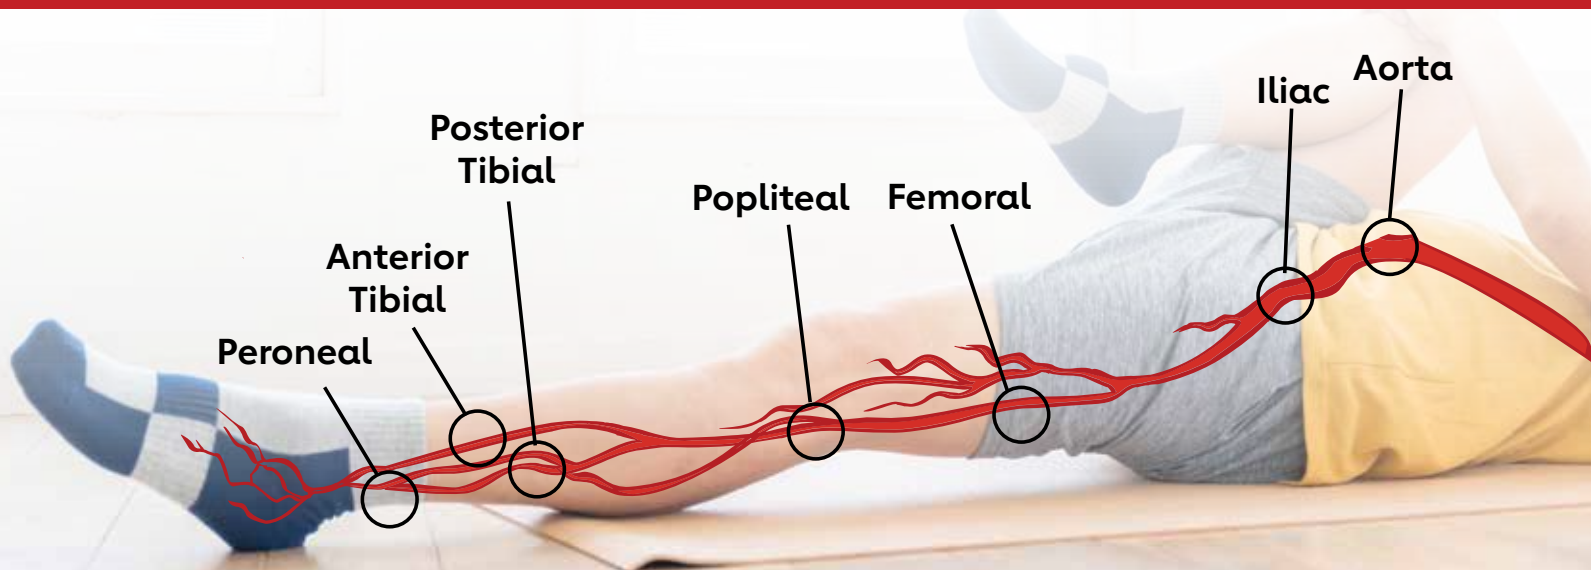 Aorta
Iliac
Posterior
Tibial
Popliteal
Femoral
Anterior
Tibial
Peroneal